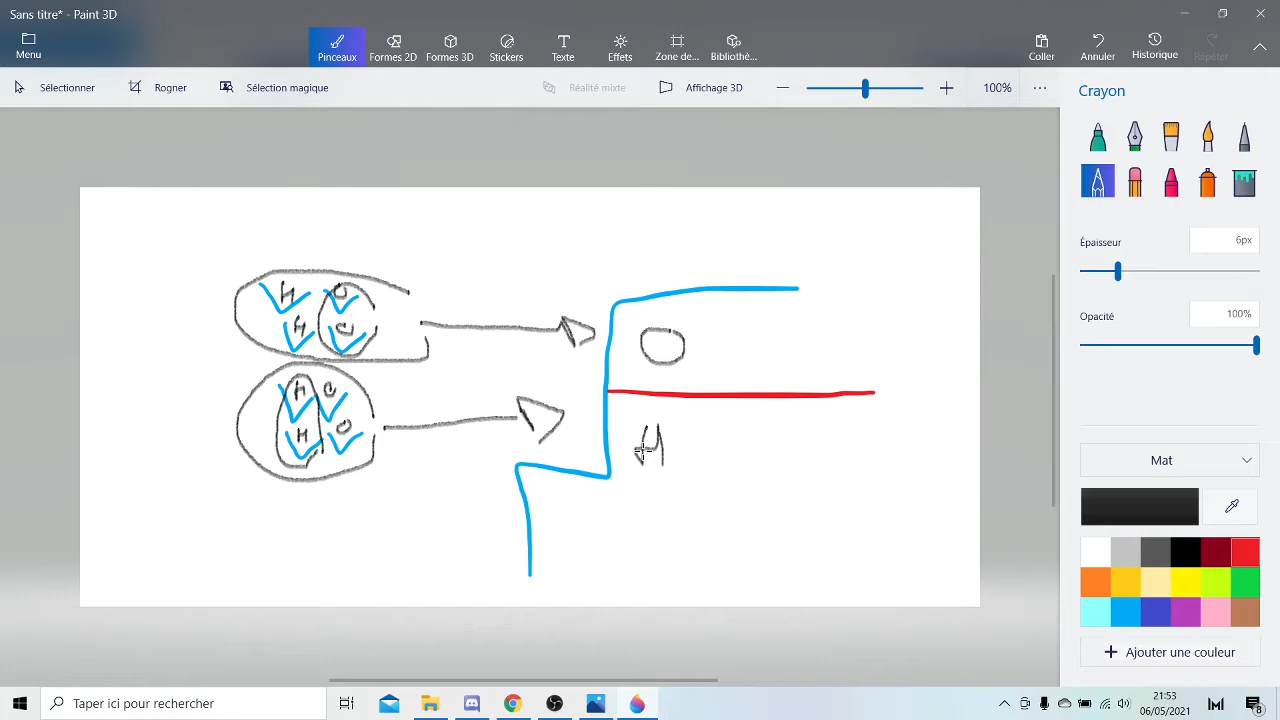 Sans titre* - Paint 3D
Menu
Pinceaux
Formes 2D
Formes 3D
Stickers
Texte
Effets
Zone de...
Bibliothè...
Coller
Annuler
Historique
Répéter
Sélectionner
Rogner
Sélection magique
Réalité mixte
Affichage 3D
100%
Crayon
Épaisseur
6px
Opacité
100%
Mat
Ajouter une couleur
H O
H O
O
H O
H O
H
Taper ici pour rechercher
21:53
06/05/2021
8